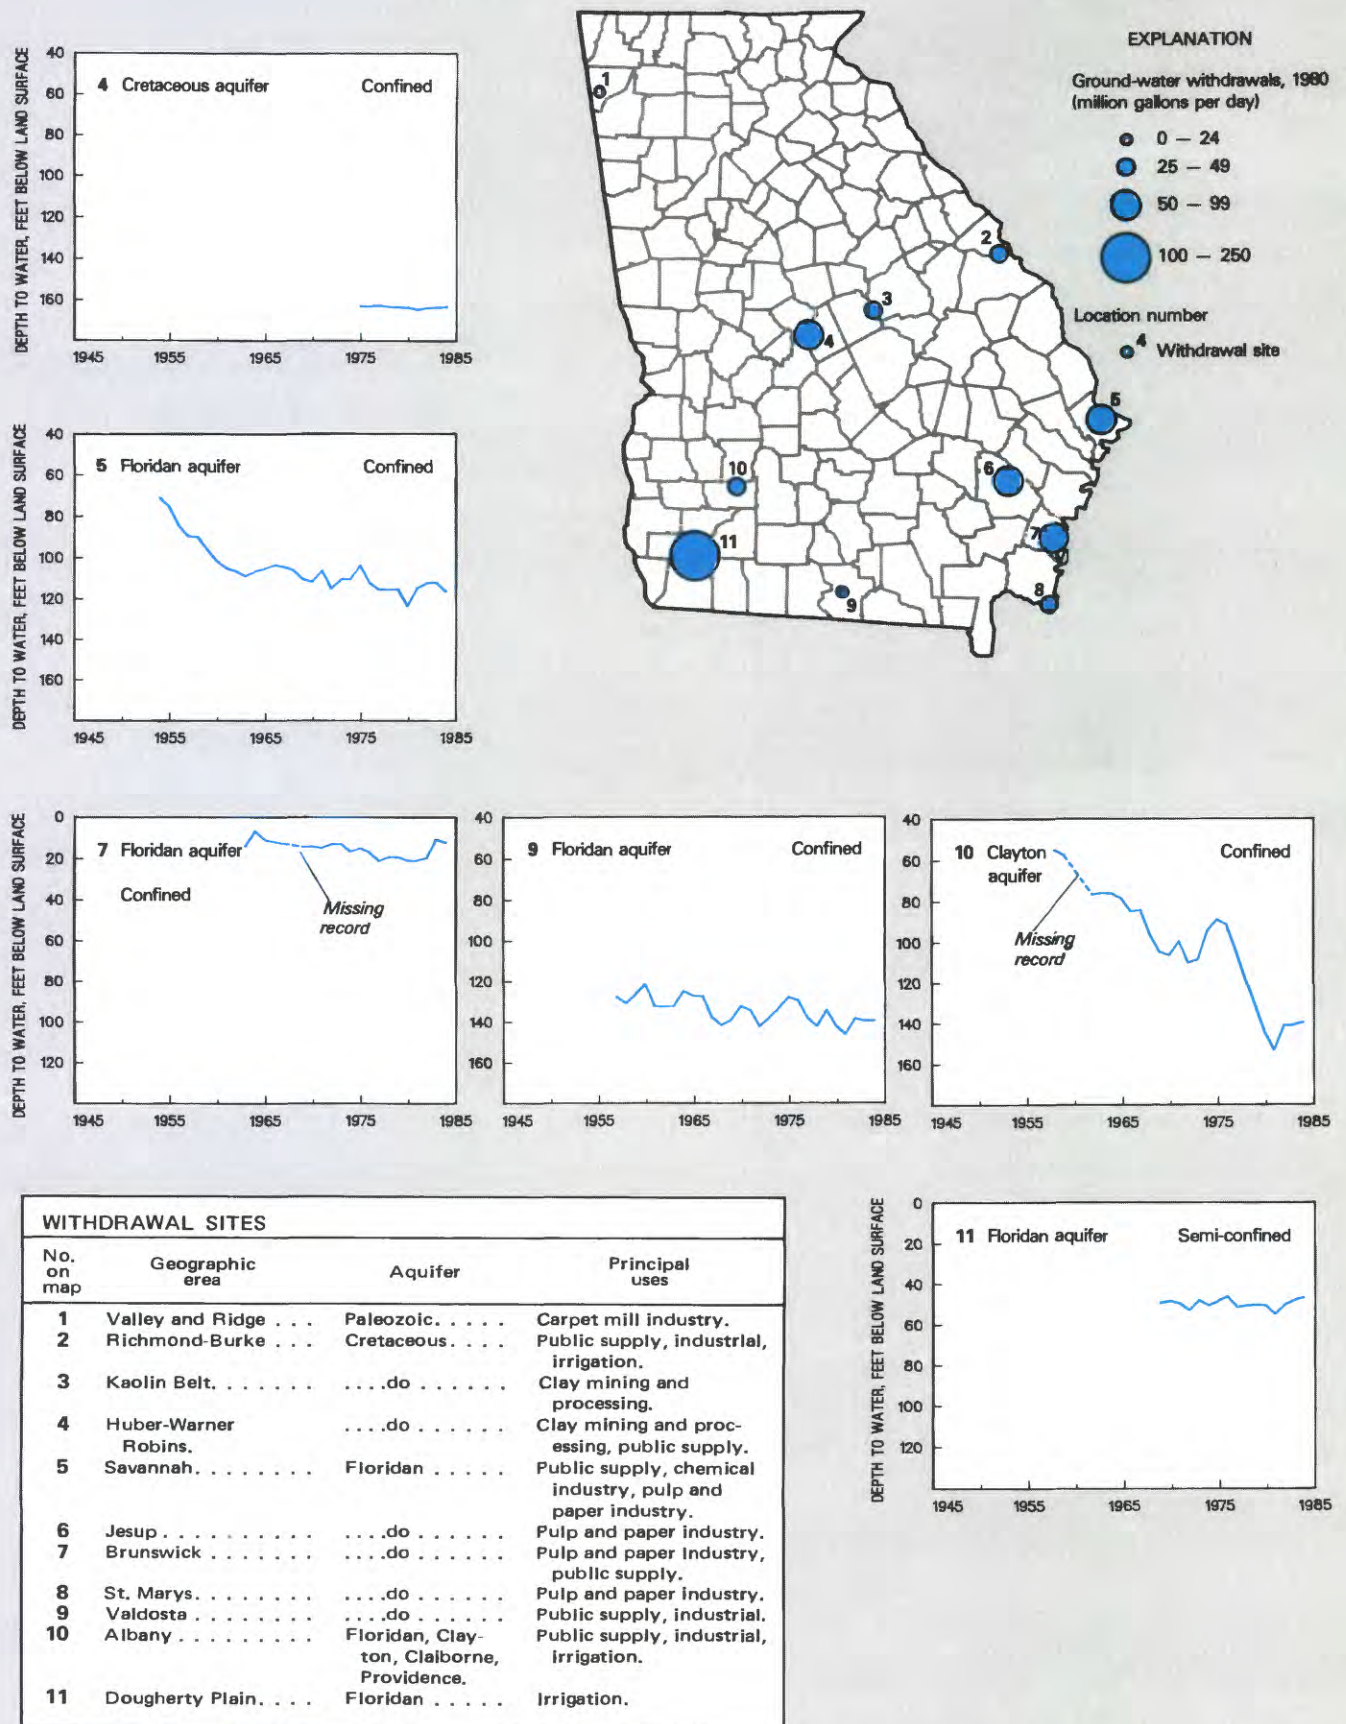 DEPTH TO WATER, FEET BELOW LAND SURFACE
40
60
80
100
120
140
160
4 Cretaceous aquifer Confined
1945 1955 1965 1975 1985
DEPTH TO WATER, FEET BELOW LAND SURFACE
40
60
80
100
120
140
160
5 Floridan aquifer Confined
1945 1955 1965 1975 1985
1
2
3
4
5
6
7
8
9
10
11
EXPLANATION
Ground-water withdrawals, 1980
(million gallons per day)
0 — 24
25 — 49
50 — 99
100 — 250
Location number
4 Withdrawal site
DEPTH TO WATER, FEET BELOW LAND SURFACE
0
20
40
60
80
100
120
7 Floridan aquifer
Confined
Missing
record
1945 1955 1965 1975 1985
40
60
80
100
120
140
160
9 Floridan aquifer Confined
1945 1955 1965 1975 1985
40
60
80
100
120
140
160
10 Clayton Confined
aquifer
Missing
record
1945 1955 1965 1975 1985
WITHDRAWAL SITES
No. on map Geographic erea Aquifer Principal uses
1 Valley and Ridge . . . Paleozoic. . . . . Carpet mill industry.
2 Richmond-Burke . . . Cretaceous. . . . Public supply, industrial,
irrigation.
3 Kaolin Belt. . . . . . . . . . .do . . . . . . Clay mining and
processing.
4 Huber-Warner . . . .do . . . . . . Clay mining and proc-
Robins. essing, public supply.
5 Savannah. . . . . . . . Floridan . . . . . Public supply, chemical
industry, pulp and
paper industry.
6 Jesup . . . . . . . . . . . . . .do . . . . . . Pulp and paper industry.
7 Brunswick . . . . . . . . . . .do . . . . . . Pulp and paper Industry,
public supply.
8 St. Marys. . . . . . . . . . . .do . . . . . . Pulp and paper industry.
9 Valdosta . . . . . . . . . . . .do . . . . . . Public supply, industrial.
10 Albany . . . . . . . . . Floridan, Clay- Public supply, industrial,
ton, Claiborne, irrigation.
Providence.
11 Dougherty Plain. . . . Floridan . . . . . Irrigation.
DEPTH TO WATER, FEET BELOW LAND SURFACE
0
20
40
60
80
100
120
11 Floridan aquifer Semi-confined
1945 1955 1965 1975 1985